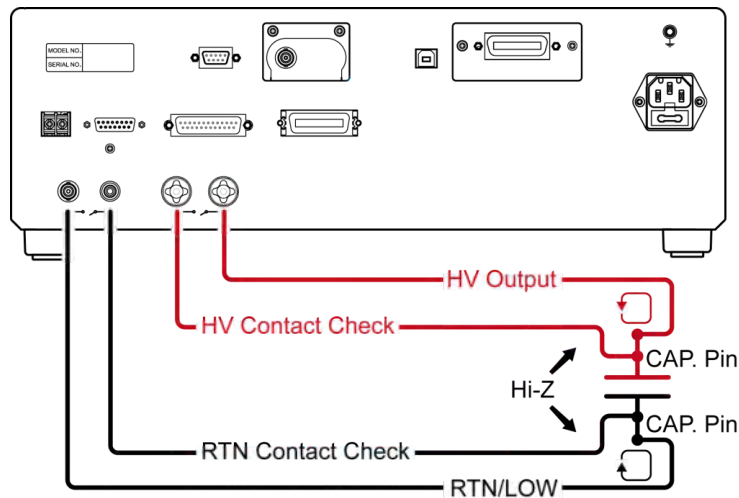 MODEL NO.
SERIAL NO.
HV Output
HV Contact Check
CAP. Pin
Hi-Z
CAP. Pin
RTN Contact Check
RTN/LOW